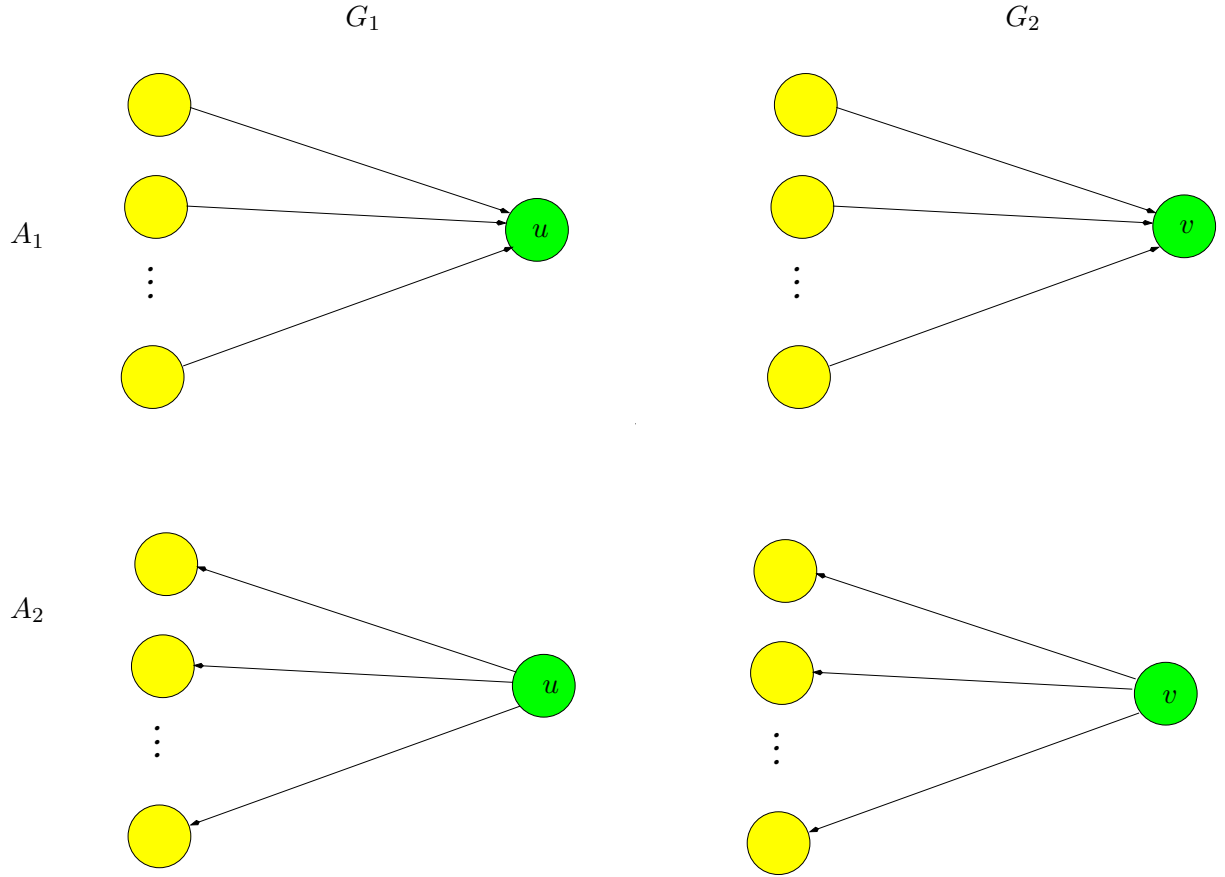 G₁ G₂
A₁ u v
⋮ ⋮
A₂ u v
⋮ ⋮